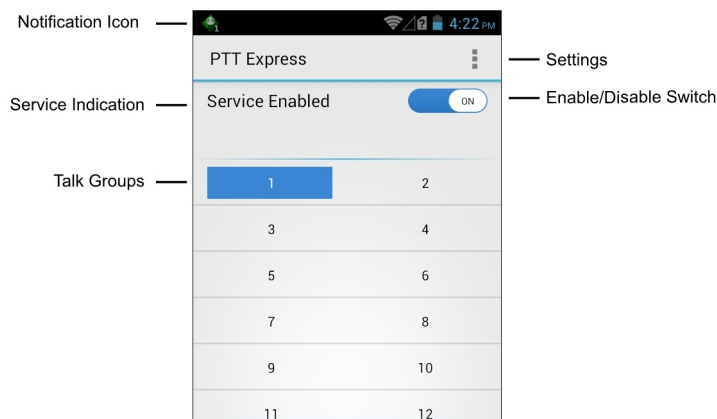 Notification Icon
1
4:22 PM
PTT Express
Settings
Service Indication
Service Enabled
ON
Enable/Disable Switch
Talk Groups
1 2
3 4
5 6
7 8
9 10
11 12